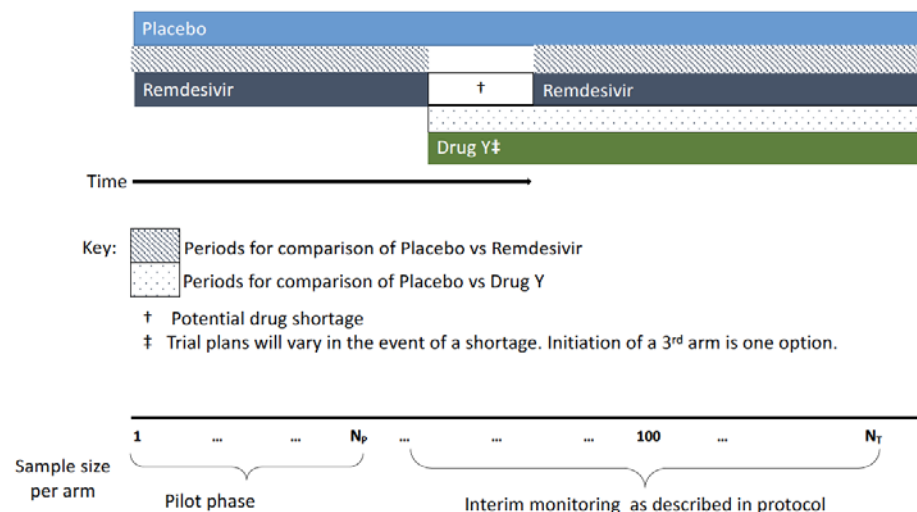 Placebo
Remdesivir † Remdesivir
Drug Y‡
Time
Key: Periods for comparison of Placebo vs Remdesivir
Periods for comparison of Placebo vs Drug Y
† Potential drug shortage
‡ Trial plans will vary in the event of a shortage. Initiation of a 3rd arm is one option.
1 ... ... NP ... ... ... 100 ... NT
Sample size
per arm
Pilot phase Interim monitoring as described in protocol